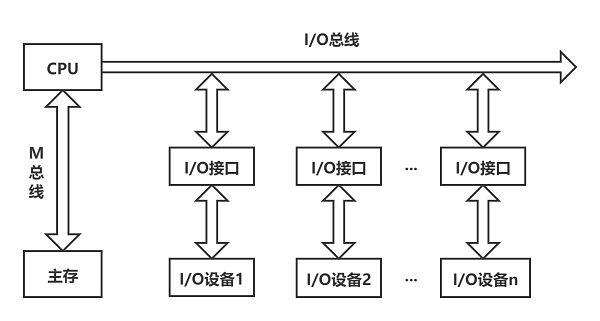 I/O总线
CPU
M
总
线
I/O接口
I/O接口
...
I/O接口
主存
I/O设备1
I/O设备2
...
I/O设备n